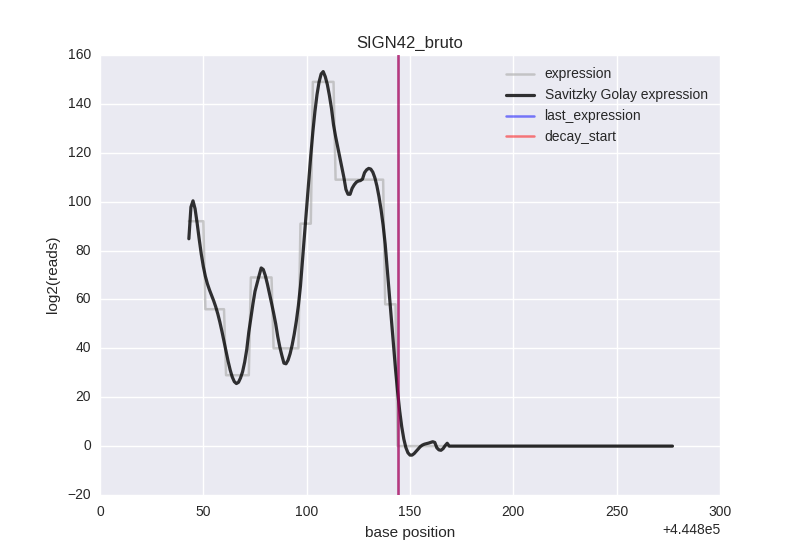 SIGN42_bruto
160
140
120
100
80
60
40
20
0
−20
log2(reads)
expression
Savitzky Golay expression
last_expression
decay_start
0
50
100
150
200
250
300
+4.448e5
base position